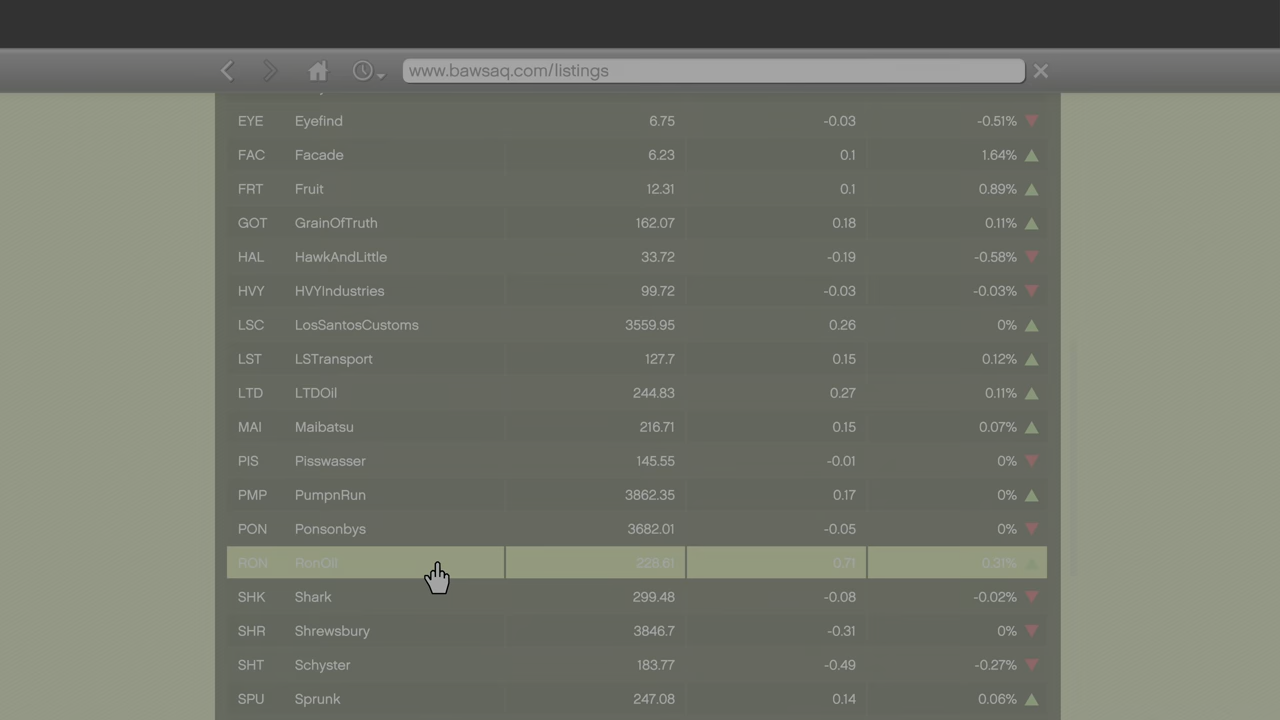 www.bawsaq.com/listings
EYE Eyefind 6.75 -0.03 -0.51%
FAC Facade 6.23 0.1 1.64%
FRT Fruit 12.31 0.1 0.89%
GOT GrainOfTruth 162.07 0.18 0.11%
HAL HawkAndLittle 33.72 -0.19 -0.58%
HVY HVYIndustries 99.72 -0.03 -0.03%
LSC LosSantosCustoms 3559.95 0.26 0%
LST LSTransport 127.7 0.15 0.12%
LTD LTDOil 244.83 0.27 0.11%
MAI Maibatsu 216.71 0.15 0.07%
PIS Pisswasser 145.55 -0.01 0%
PMP PumpnRun 3862.35 0.17 0%
PON Ponsonbys 3682.01 -0.05 0%
RON RonOil 228.61 0.71 0.31%
SHK Shark 299.48 -0.08 -0.02%
SHR Shrewsbury 3846.7 -0.31 0%
SHT Schyster 183.77 -0.49 -0.27%
SPU Sprunk 247.08 0.14 0.06%